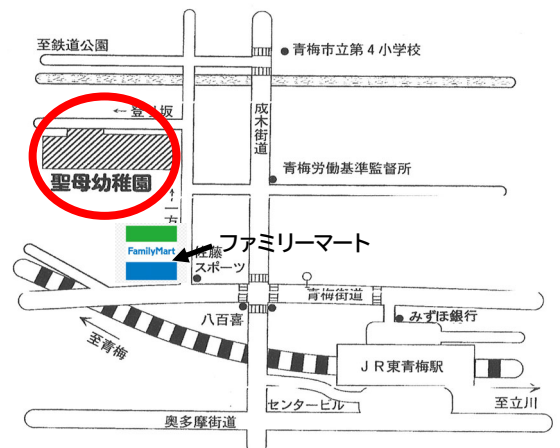 至鉄道公園
青梅市立第4小学校
← 登り坂
成木街道
聖母幼稚園
青梅労働基準監督所
一方
FamilyMart
ファミリーマート
佐藤
スポーツ
青梅街道
八百喜
みずほ銀行
至青梅
JR東青梅駅
センタービル
至立川
奥多摩街道